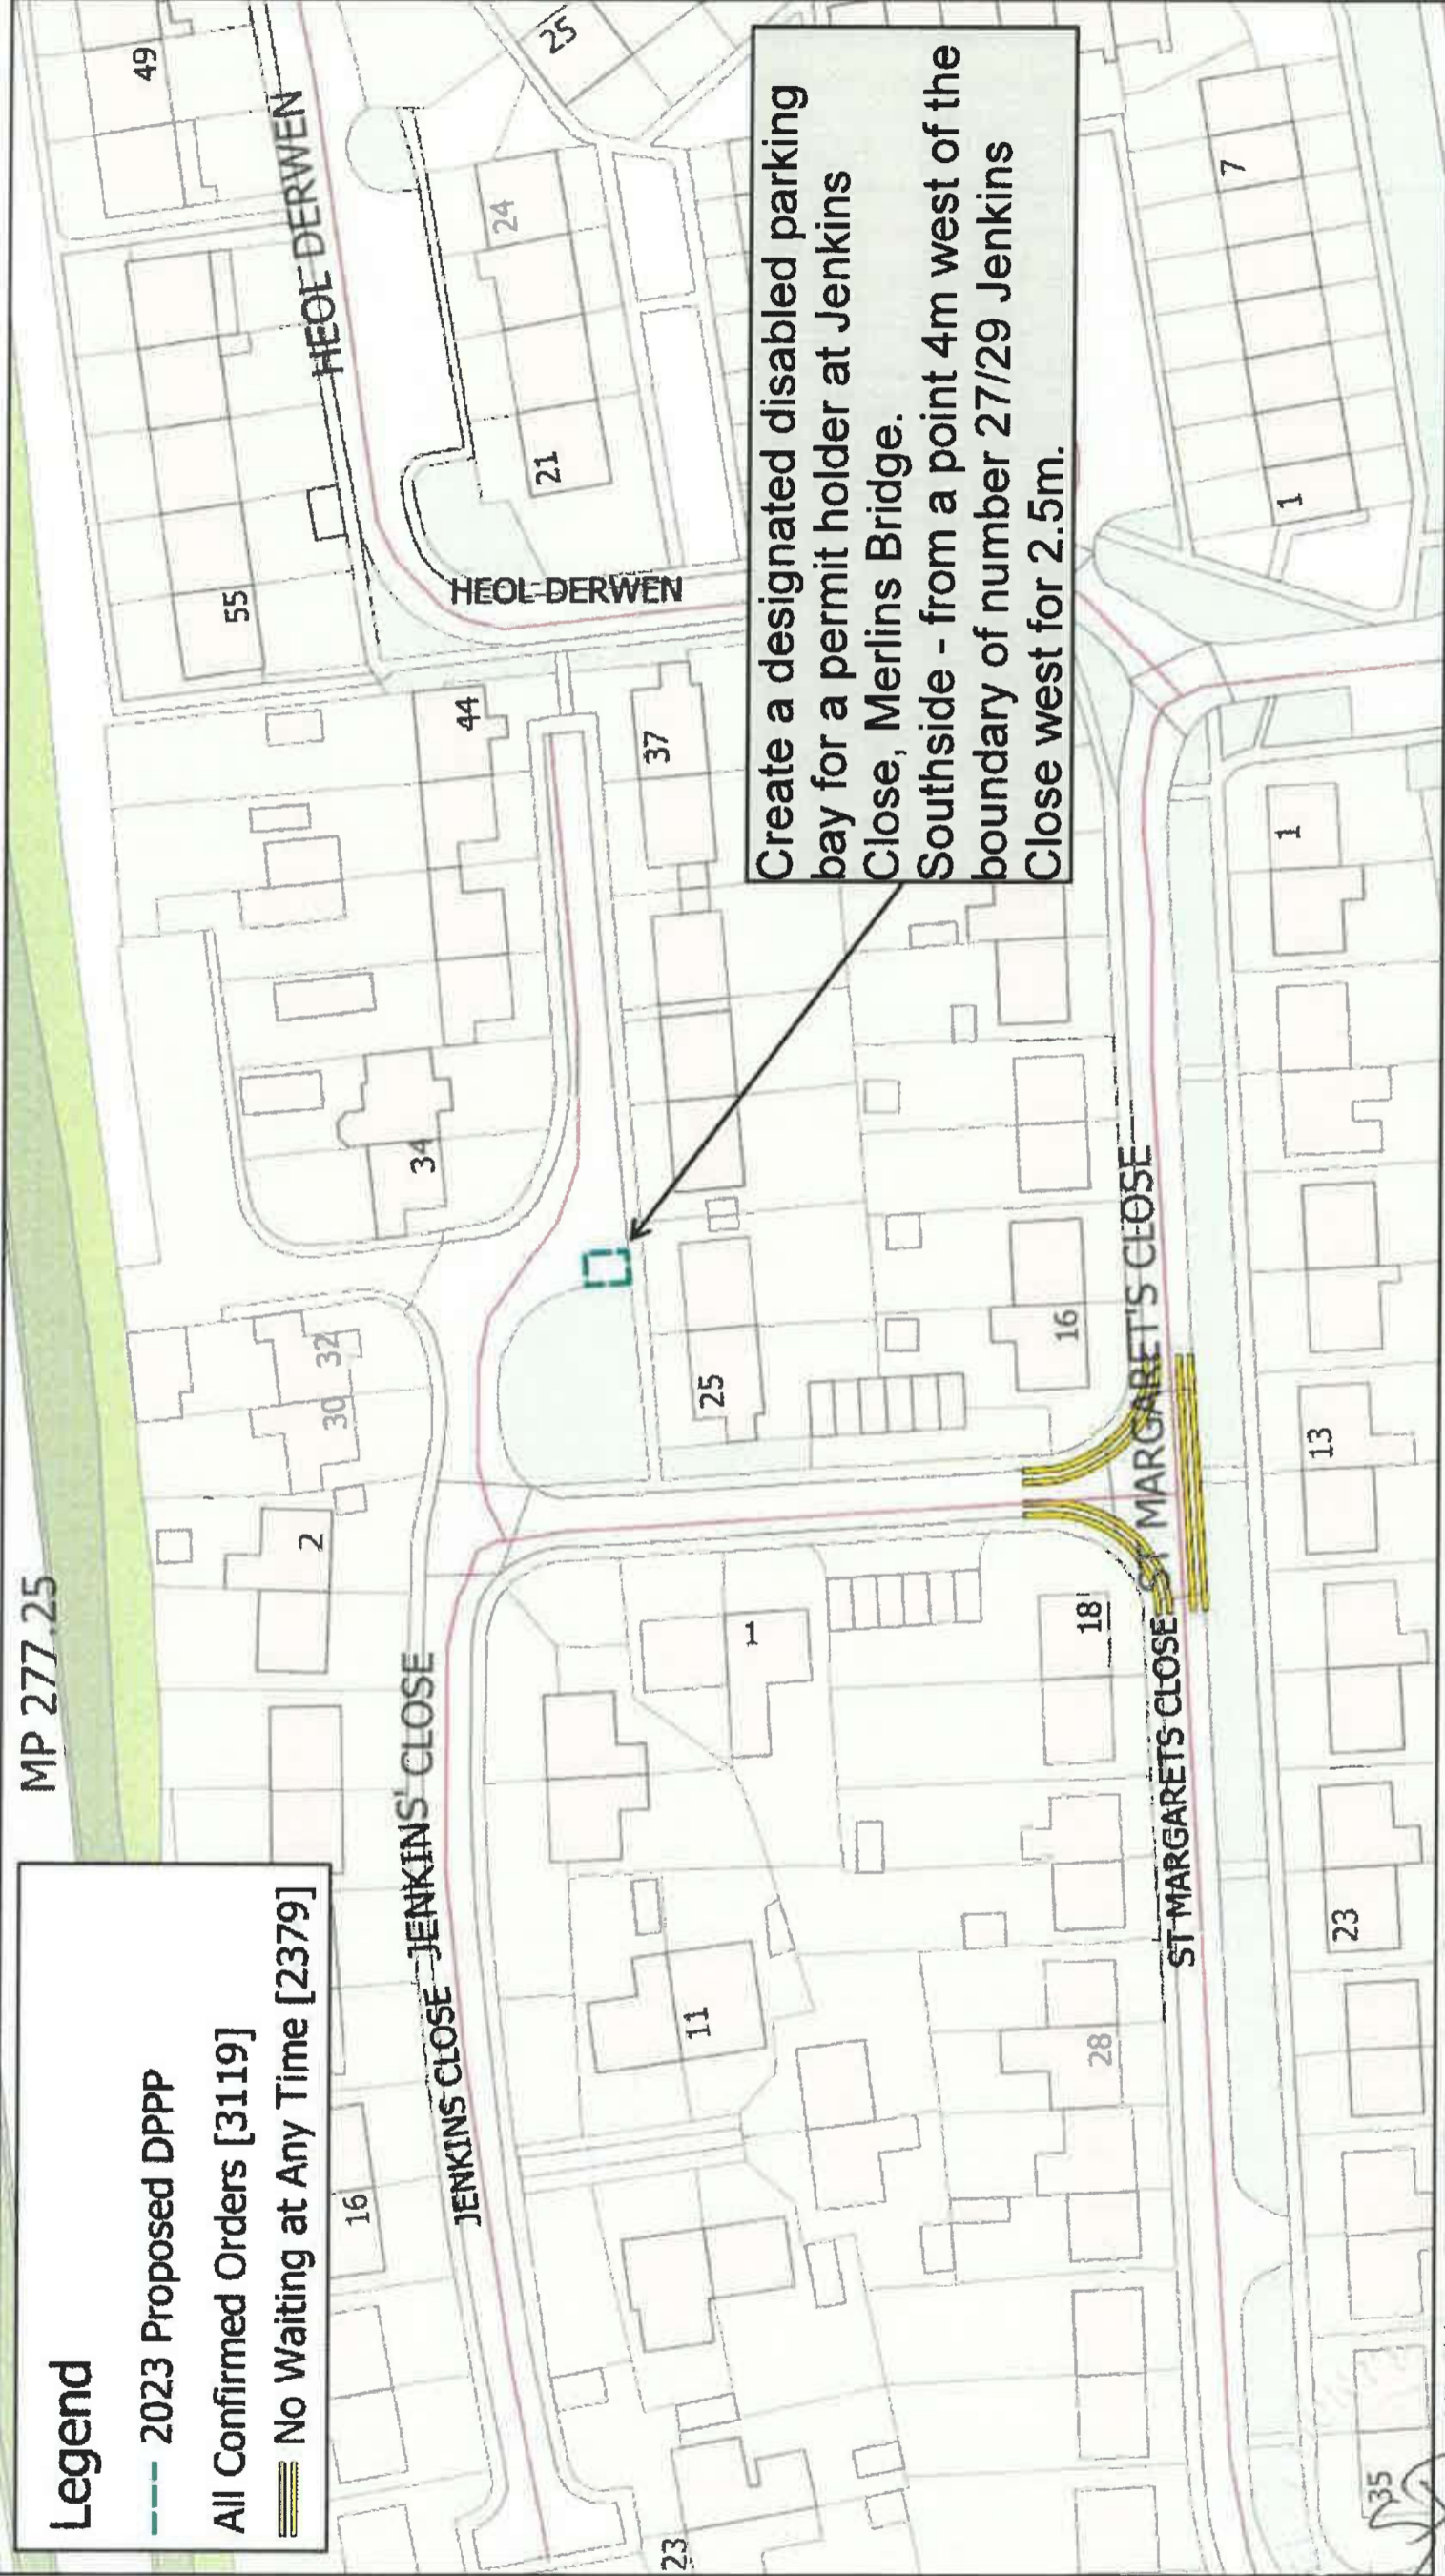 MP 277.25
Legend
2023 Proposed DPPP
All Confirmed Orders [3119]
No Waiting at Any Time [2379]
Create a designated disabled parking
bay for a permit holder at Jenkins
Close, Merlins Bridge.
Southside - from a point 4m west of the
boundary of number 27/29 Jenkins
Close west for 2.5m.
JENKINS CLOSE
JENKINS' CLOSE
HEOL DERWEN
HEOL DERWEN
ST MARGARETS CLOSE
ST MARGARET'S CLOSE
16
2
30
32
34
44
55
49
25
24
21
37
25
1
11
23
28
18
16
7
1
1
13
23
35